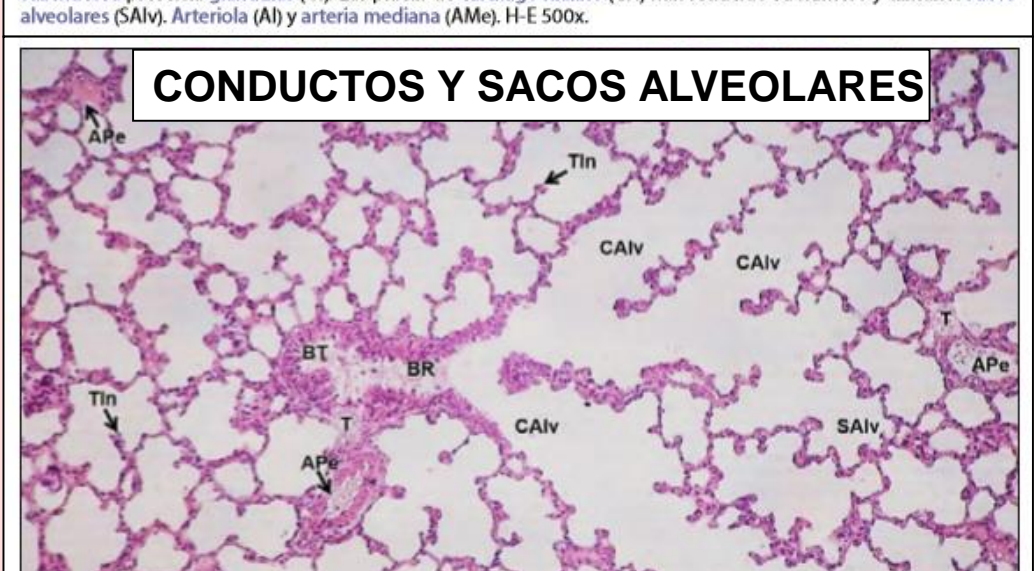 alveolares (SAlv). Arteriola (Al) y arteria mediana (AMe). H-E 500x.
CONDUCTOS Y SACOS ALVEOLARES
APe
TIn
CAlv
CAlv
T
BT
BR
APe
TIn
T
CAlv
SAlv
APe